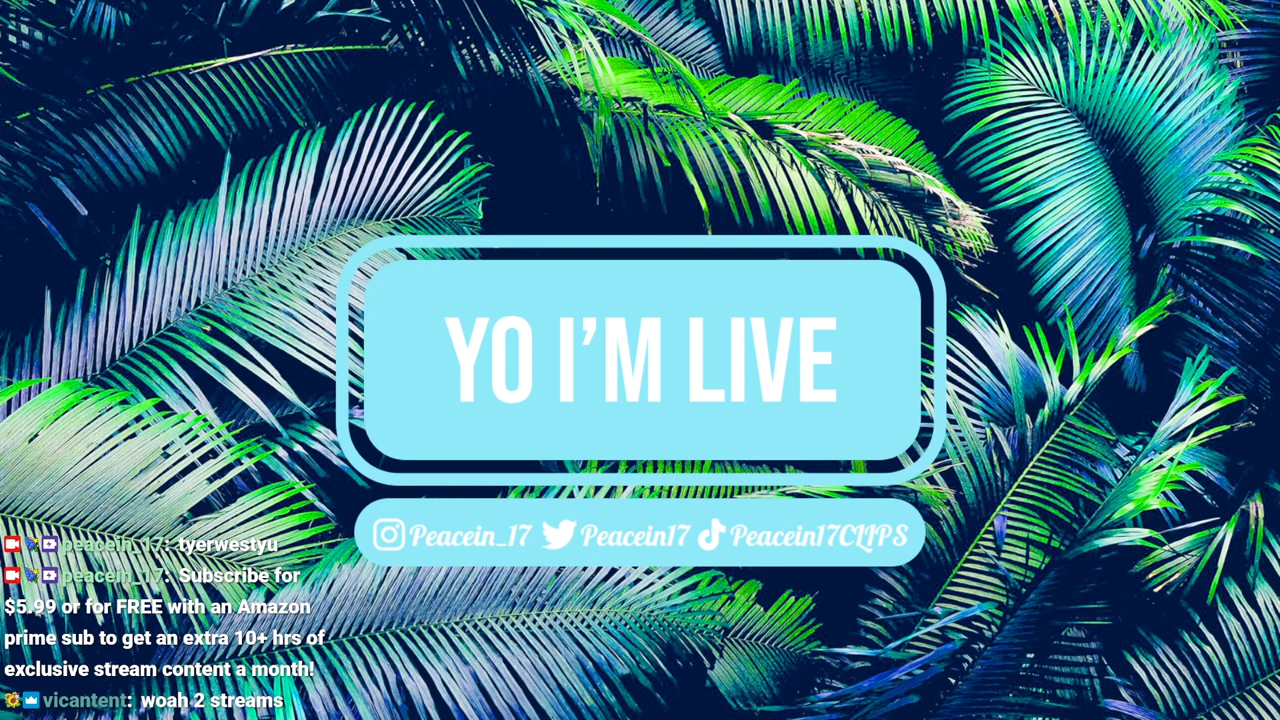 YO I'M LIVE
Peacein_17 Peacein17 Peacein17CLIPS
peacein_17: tyerwestyu
peacein_17: Subscribe for
$5.99 or for FREE with an Amazon
prime sub to get an extra 10+ hrs of
exclusive stream content a month!
vicantent: woah 2 streams